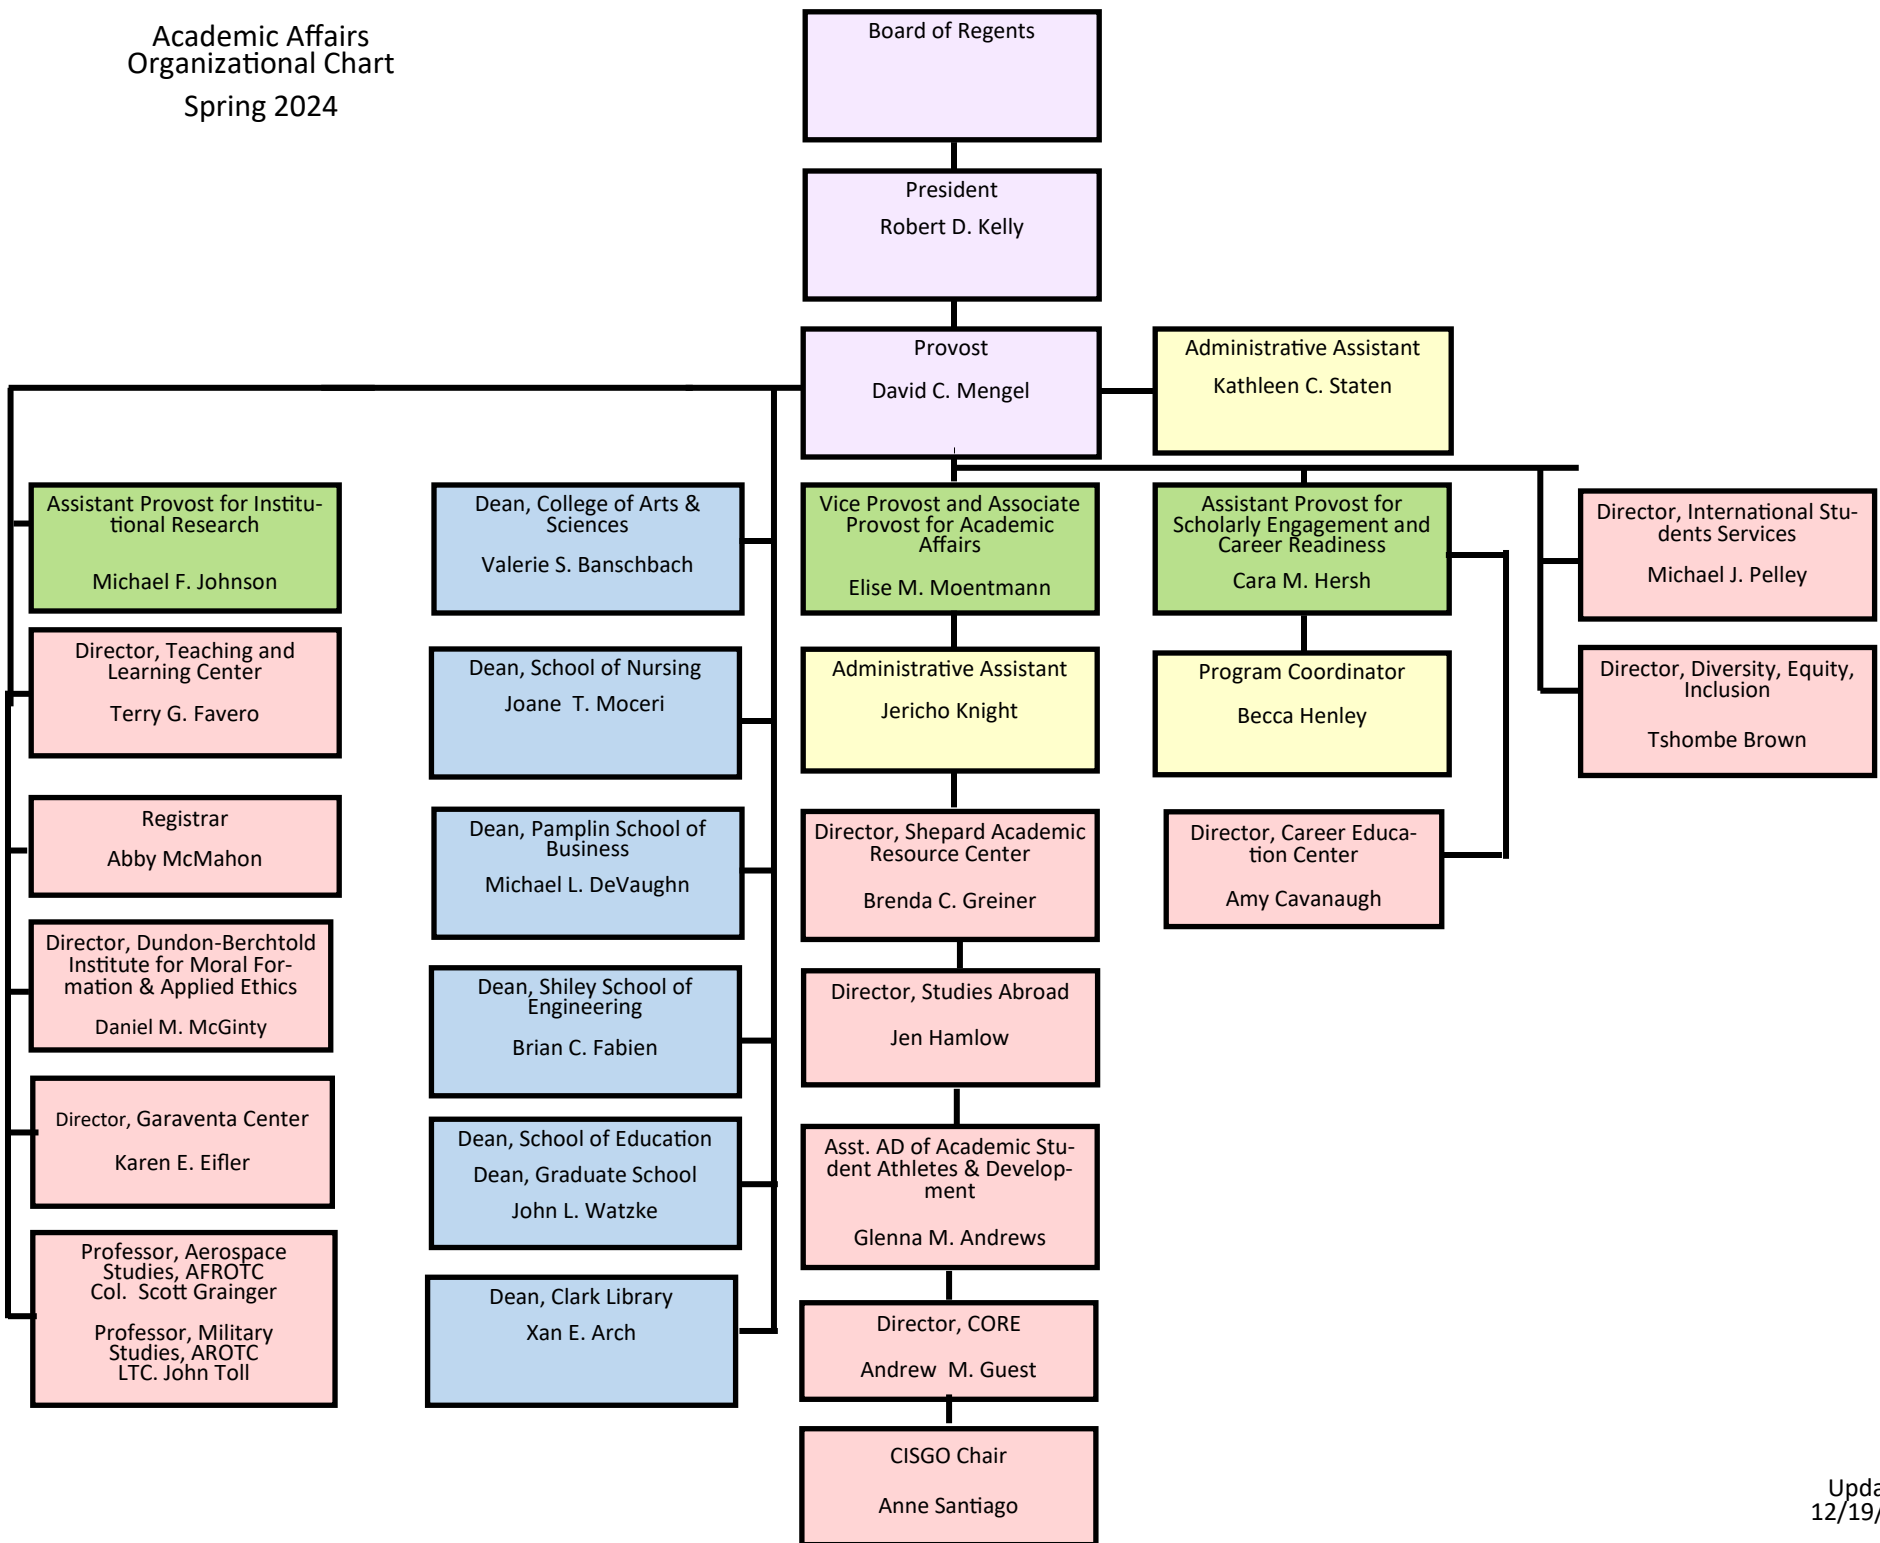 Academic Affairs
Organizational Chart
Spring 2024
Board of Regents
President
Robert D. Kelly
Provost
David C. Mengel
Administrative Assistant
Kathleen C. Staten
Assistant Provost for Institu-
tional Research
Michael F. Johnson
Director, Teaching and
Learning Center
Terry G. Favero
Registrar
Abby McMahon
Director, Dundon-Berchtold
Institute for Moral For-
mation & Applied Ethics
Daniel M. McGinty
Director, Garaventa Center
Karen E. Eifler
Professor, Aerospace
Studies, AFROTC
Col.  Scott Grainger
Professor, Military
Studies, AROTC
LTC. John Toll
Dean, College of Arts &
Sciences
Valerie S. Banschbach
Dean, School of Nursing
Joane  T. Moceri
Dean, Pamplin School of
Business
Michael L. DeVaughn
Dean, Shiley School of
Engineering
Brian C. Fabien
Dean, School of Education
Dean, Graduate School
John L. Watzke
Dean, Clark Library
Xan E. Arch
Vice Provost and Associate
Provost for Academic
Affairs
Elise M. Moentmann
Administrative Assistant
Jericho Knight
Director, Shepard Academic
Resource Center
Brenda C. Greiner
Director, Studies Abroad
Jen Hamlow
Asst. AD of Academic Stu-
dent Athletes & Develop-
ment
Glenna M. Andrews
Director, CORE
Andrew  M. Guest
CISGO Chair
Anne Santiago
Assistant Provost for
Scholarly Engagement and
Career Readiness
Cara M. Hersh
Program Coordinator
Becca Henley
Director, Career Educa-
tion Center
Amy Cavanaugh
Director, International Stu-
dents Services
Michael J. Pelley
Director, Diversity, Equity,
Inclusion
Tshombe Brown
Upda
12/19/